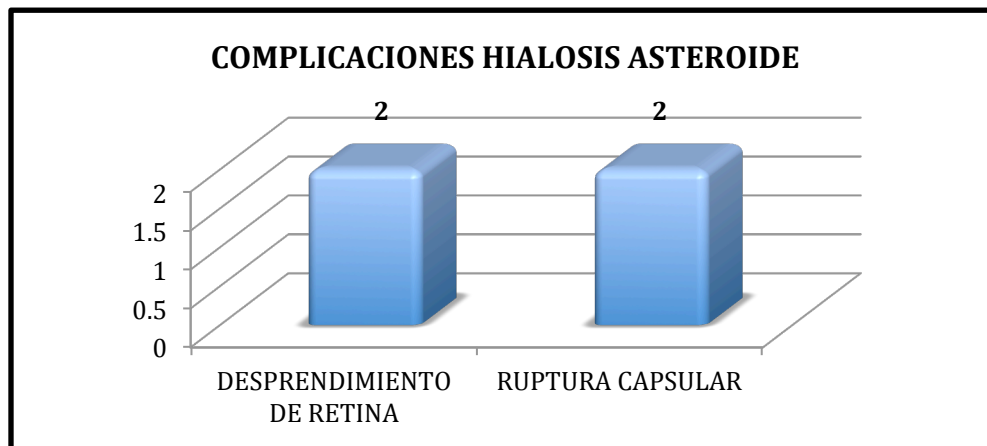 COMPLICACIONES HIALOSIS ASTEROIDE
2 2
2
1.5
1
0.5
0
DESPRENDIMIENTO
DE RETINA
RUPTURA CAPSULAR